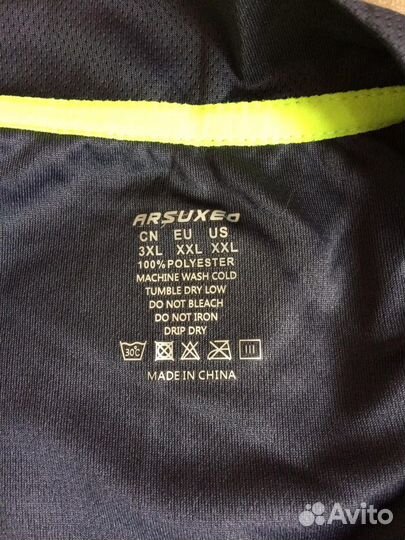 ARSUXEO
CN EU US
3XL XXL XXL
100% POLYESTER
MACHINE WASH COLD
TUMBLE DRY LOW
DO NOT BLEACH
DO NOT IRON
DRIP DRY
30℃
MADE IN CHINA
Avito